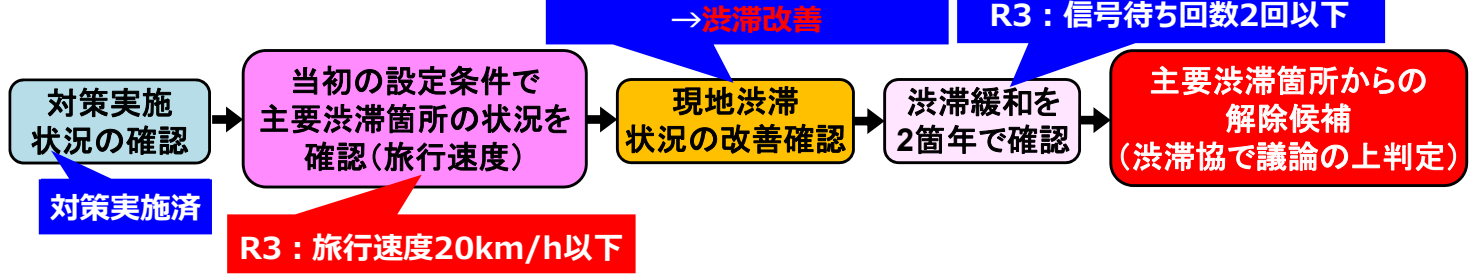 →渋滞改善
R3：信号待ち回数2回以下
対策実施
状況の確認
当初の設定条件で
主要渋滞箇所の状況を
確認（旅行速度）
現地渋滞
状況の改善確認
渋滞緩和を
2箇年で確認
主要渋滞箇所からの
解除候補
（渋滞協で議論の上判定）
対策実施済
R3：旅行速度20km/h以下